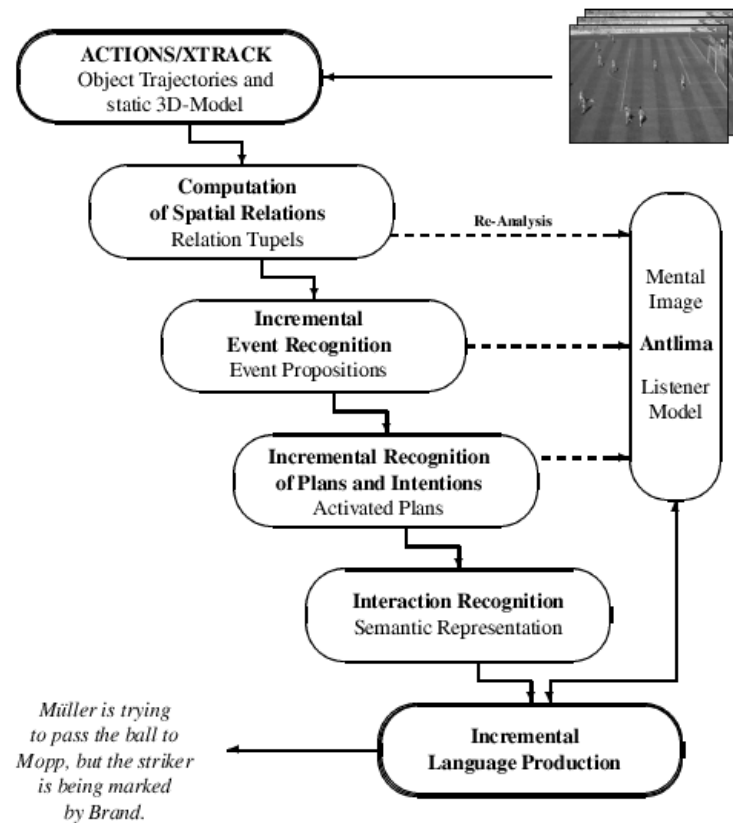 ACTIONS/XTRACK
Object Trajectories and
static 3D-Model
Computation
of Spatial Relations
Relation Tupels
Re-Analysis
Mental
Image
Antlima
Listener
Model
Incremental
Event Recognition
Event Propositions
Incremental Recognition
of Plans and Intentions
Activated Plans
Interaction Recognition
Semantic Representation
Incremental
Language Production
Müller is trying
to pass the ball to
Mopp, but the striker
is being marked
by Brand.